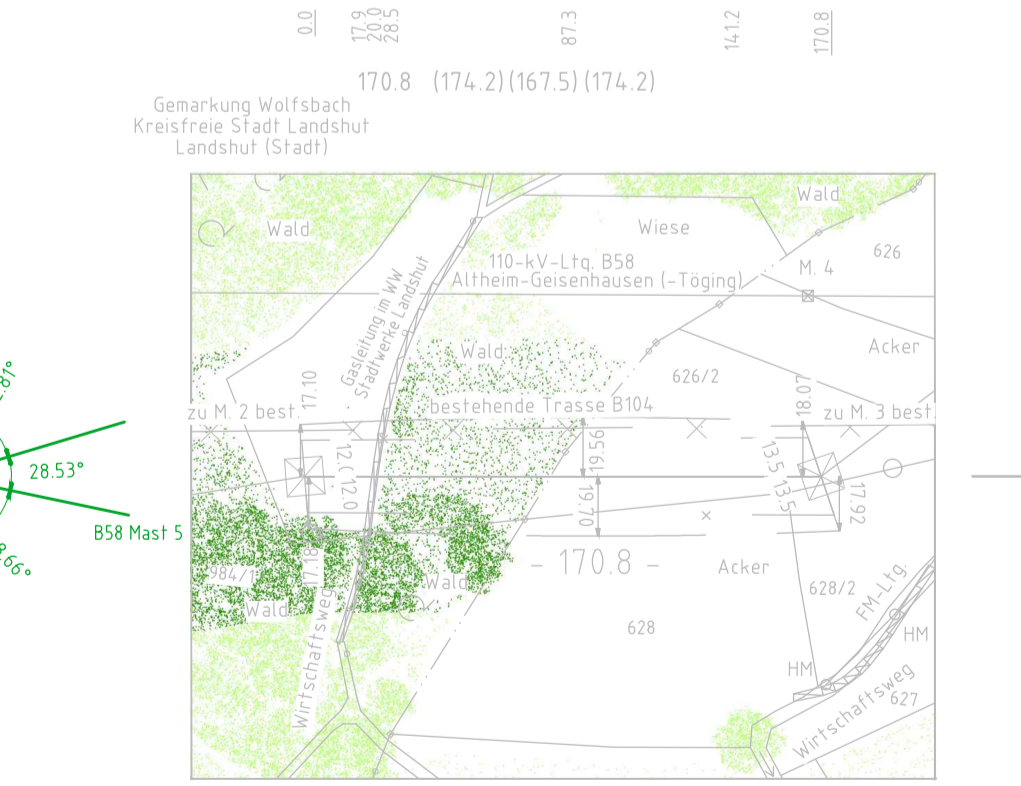 0.0
17.9
20.0
28.5
87.3
141.2
170.8
170.8 (174.2)(167.5)(174.2)
Gemarkung Wolfsbach
Kreisfreie Stadt Landshut
Landshut (Stadt)
Wald
Wald
Wiese
626
110-kV-Ltg. B58
Altheim-Geisenhausen (-Töging)
M. 4
Gasleitung im WW
Stadtwerke Landshut
Wald
Acker
626/2
17.10
18.07
zu M. 2 best.
bestehende Trasse B104
zu M. 3 best.
28.53°
19.56
13.5
13.5
12.0
19.70
17.92
B58 Mast 5
- 170.8 -
Acker
17.18
984/1
Wald
Wald
628/2
FM-Ltg.
628
HM
HM
Wirtschaftsweg
Wirtschaftsweg
627